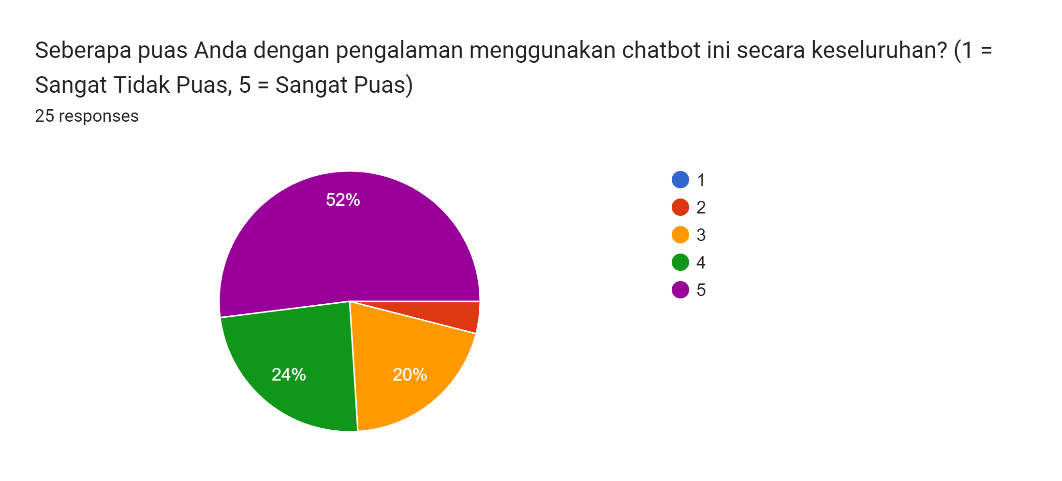 Seberapa puas Anda dengan pengalaman menggunakan chatbot ini secara keseluruhan? (1 =
Sangat Tidak Puas, 5 = Sangat Puas)
25 responses
52%
24%
20%
1
2
3
4
5